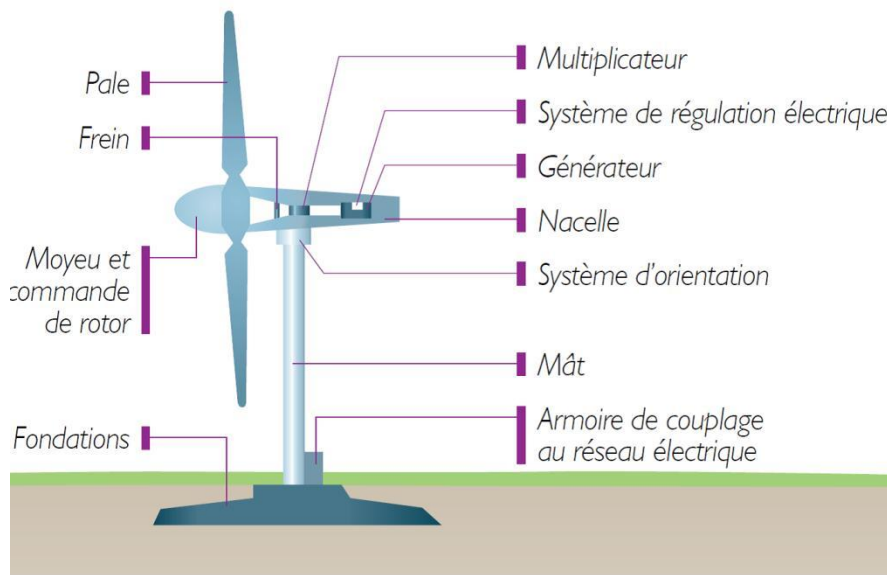 Pale
Frein
Moyeu et
commande
de rotor
Fondations
Multiplicateur
Système de régulation électrique
Générateur
Nacelle
Système d'orientation
Mât
Armoire de couplage
au réseau électrique